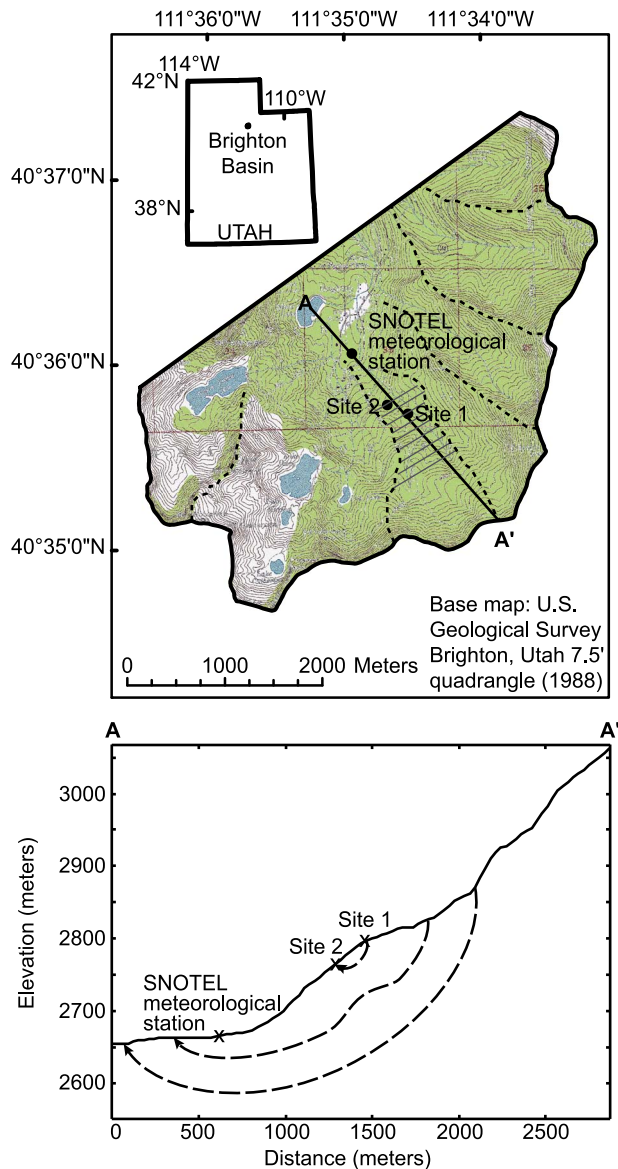 111°36'0"W 111°35'0"W 111°34'0"W
114°W
42°N
110°W
Brighton
Basin
38°N
UTAH
40°37'0"N
A
SNOTEL
meteorological
station
40°36'0"N
Site 2
Site 1
40°35'0"N
A'
Base map: U.S.
Geological Survey
Brighton, Utah 7.5'
quadrangle (1988)
0 1000 2000 Meters
A A'
Elevation (meters)
3000
2900
2800
2700
2600
Site 1
Site 2
SNOTEL
meteorological
station
0 500 1000 1500 2000 2500
Distance (meters)